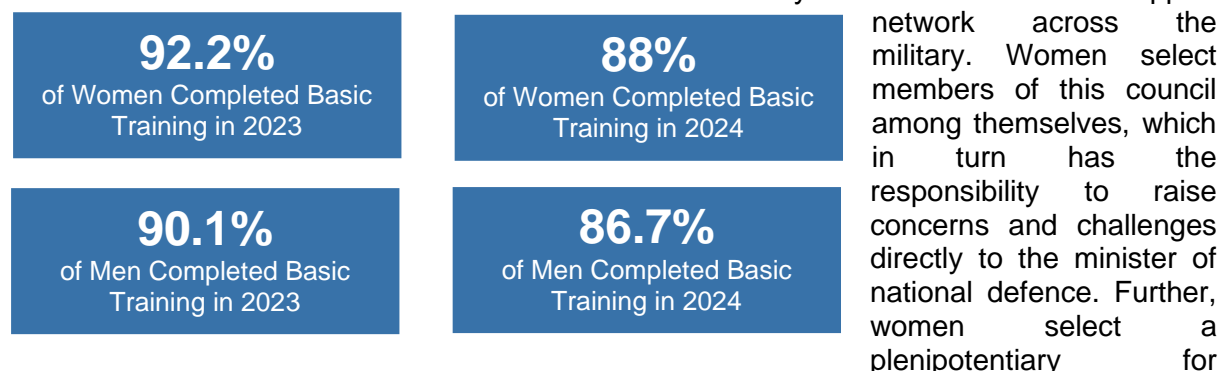 92.2%
of Women Completed Basic
Training in 2023
88%
of Women Completed Basic
Training in 2024
90.1%
of Men Completed Basic
Training in 2023
86.7%
of Men Completed Basic
Training in 2024
network across the
military. Women select
members of this council
among themselves, which
in turn has the
responsibility to raise
concerns and challenges
directly to the minister of
national defence. Further,
women select a
plenipotentiary for